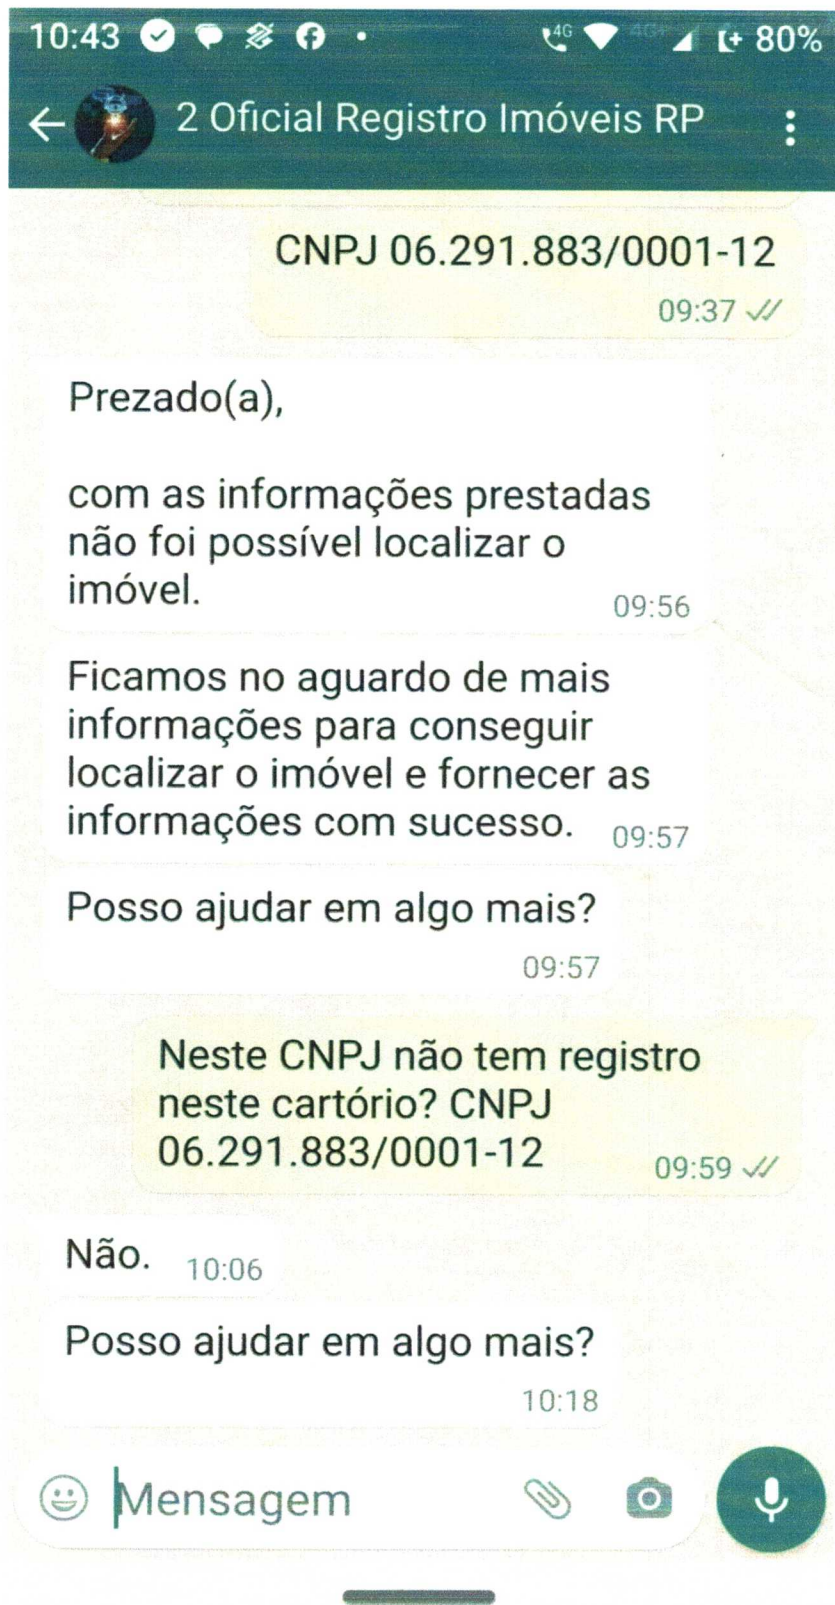 10:43
4G
4G+
80%
2 Oficial Registro Imóveis RP
CNPJ 06.291.883/0001-12
09:37
Prezado(a),
com as informações prestadas
não foi possível localizar o
imóvel.
09:56
Ficamos no aguardo de mais
informações para conseguir
localizar o imóvel e fornecer as
informações com sucesso.
09:57
Posso ajudar em algo mais?
09:57
Neste CNPJ não tem registro
neste cartório? CNPJ
06.291.883/0001-12
09:59
Não.
10:06
Posso ajudar em algo mais?
10:18
Mensagem